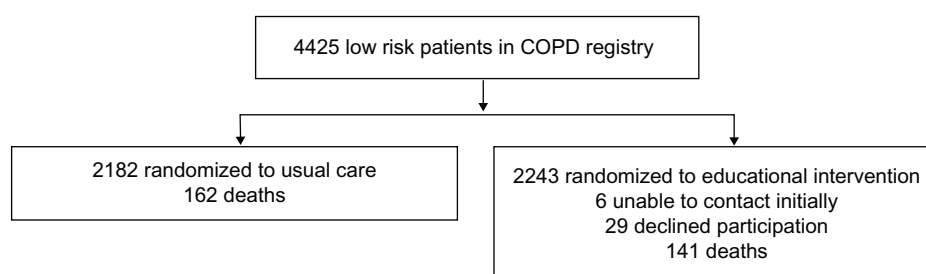 4425 low risk patients in COPD registry
2182 randomized to usual care
162 deaths
2243 randomized to educational intervention
6 unable to contact initially
29 declined participation
141 deaths